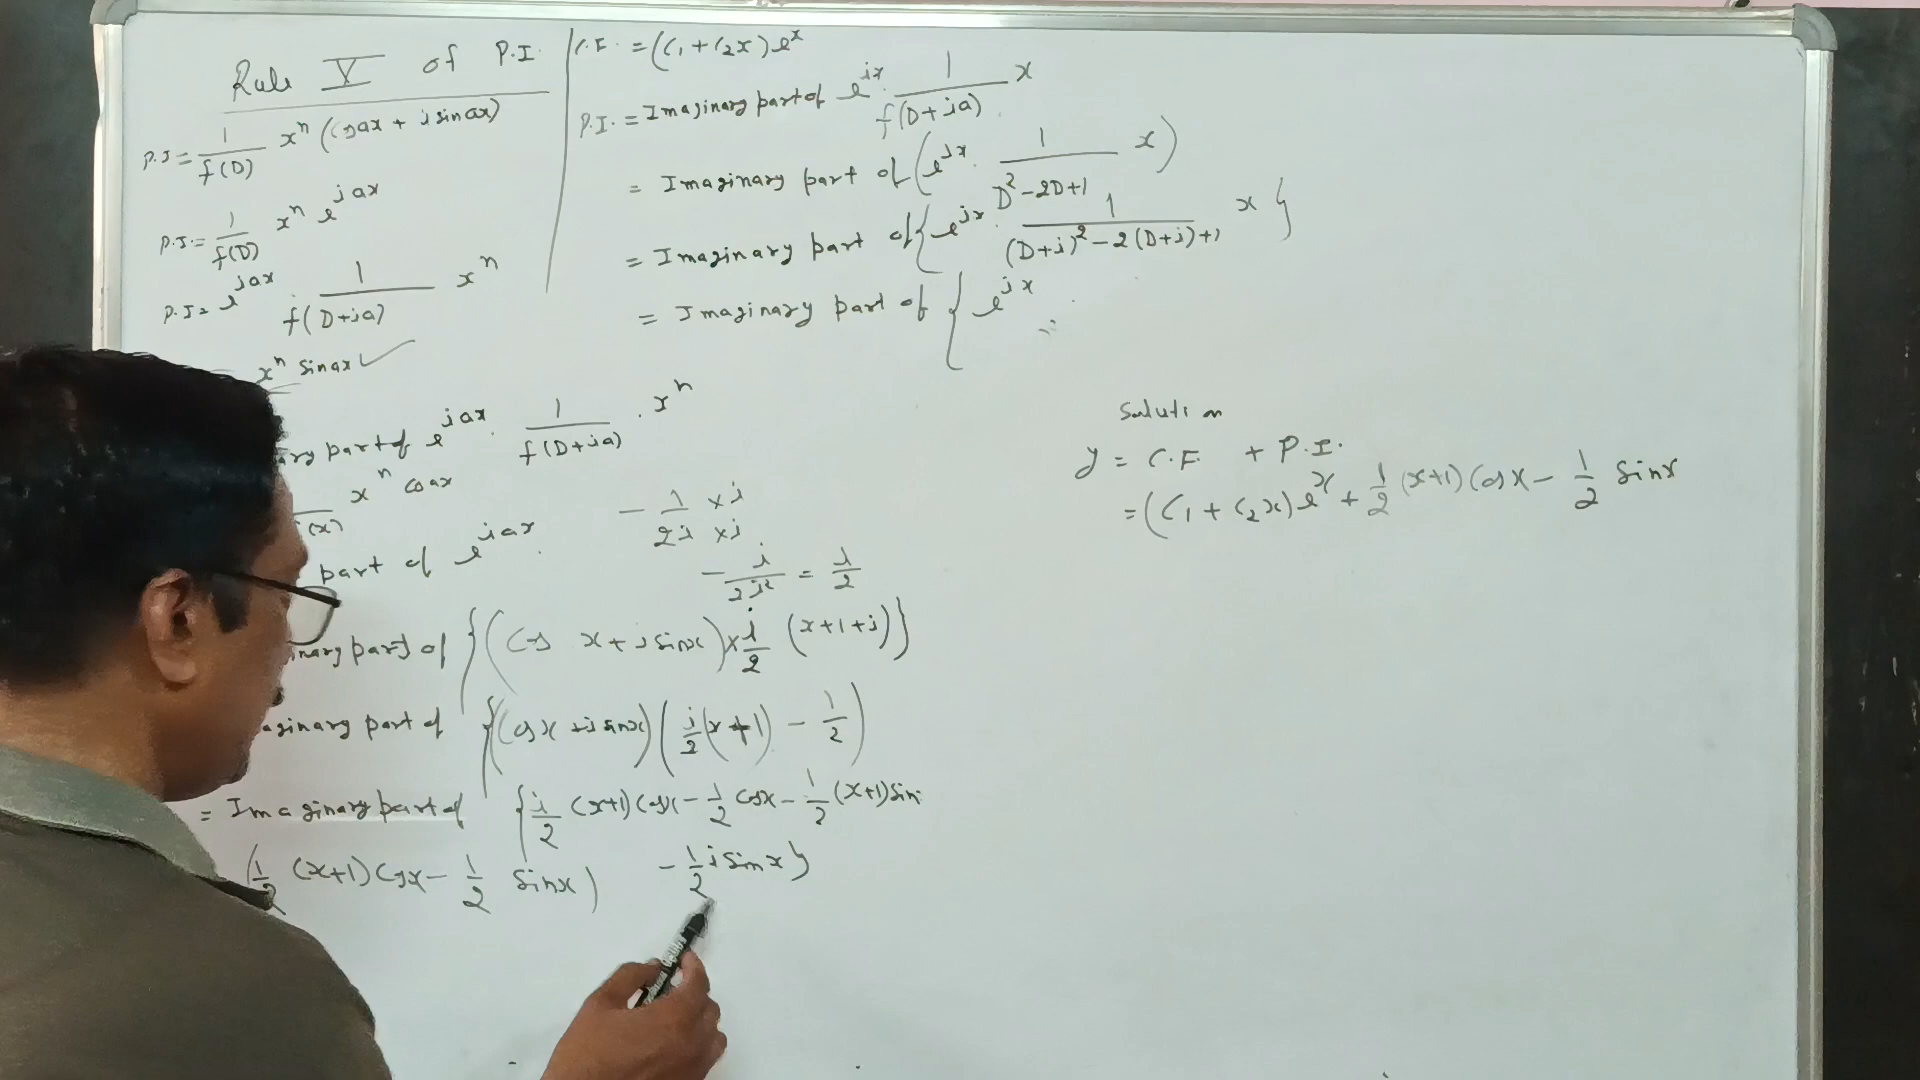 Rule V of P.I.
P.I = 1/f(D) x^n (cos ax + i sin ax)
P.I. = 1/f(D) x^n e^iax
P.I = e^iax 1/f(D+ia) x^n
x^n sin ax ✓
ary part of e^iax . 1/f(D+ia) . x^n
x^n cos ax
part of e^iax .
- 1/2i ×i/×i
- i/2i² = i/2
inary part of {(Cos x + i sin x) × i/2 (x+1+i)}
aginary part of {(Cos x + i sin x)(i/2 (x+1) - 1/2)
= Imaginary part of {i/2 (x+1) Cos x - 1/2 Cos x - 1/2 (x+1) sin
- 1/2 i sin x}
(1/2 (x+1) Cos x - 1/2 sin x)
C.F. = (C1 + C2x) e^x
P.I. = Imaginary part of e^ix . 1/f(D+ia) x
= Imaginary part of (e^ix . 1/D²-2D+1 x)
= Imaginary part of {e^ix . 1/(D+i)²-2(D+i)+1 x}
= Imaginary part of {e^ix
Solution
y = C.F. + P.I.
= (C1 + C2x) e^x + 1/2 (x+1) Cos x - 1/2 sin x